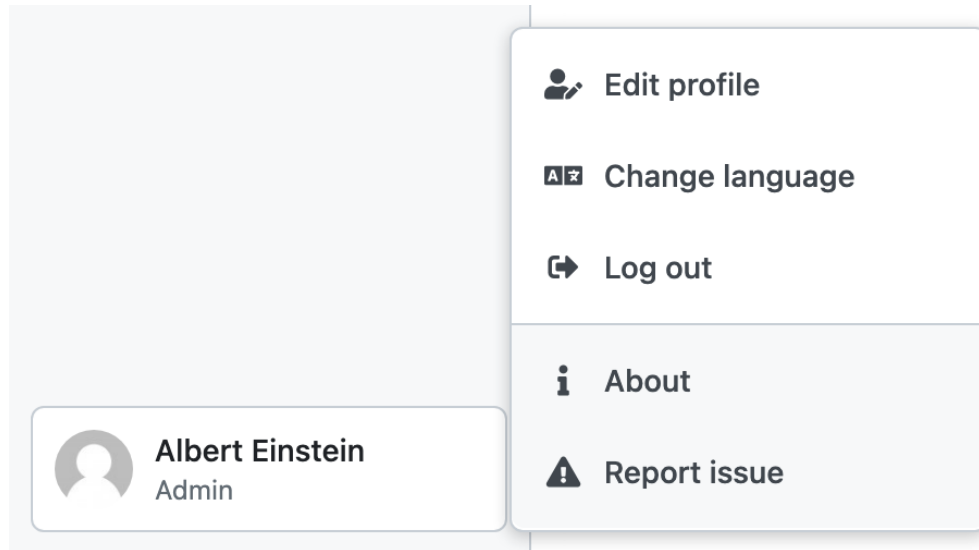 Edit profile
Change language
Log out
About
Report issue
Albert Einstein
Admin